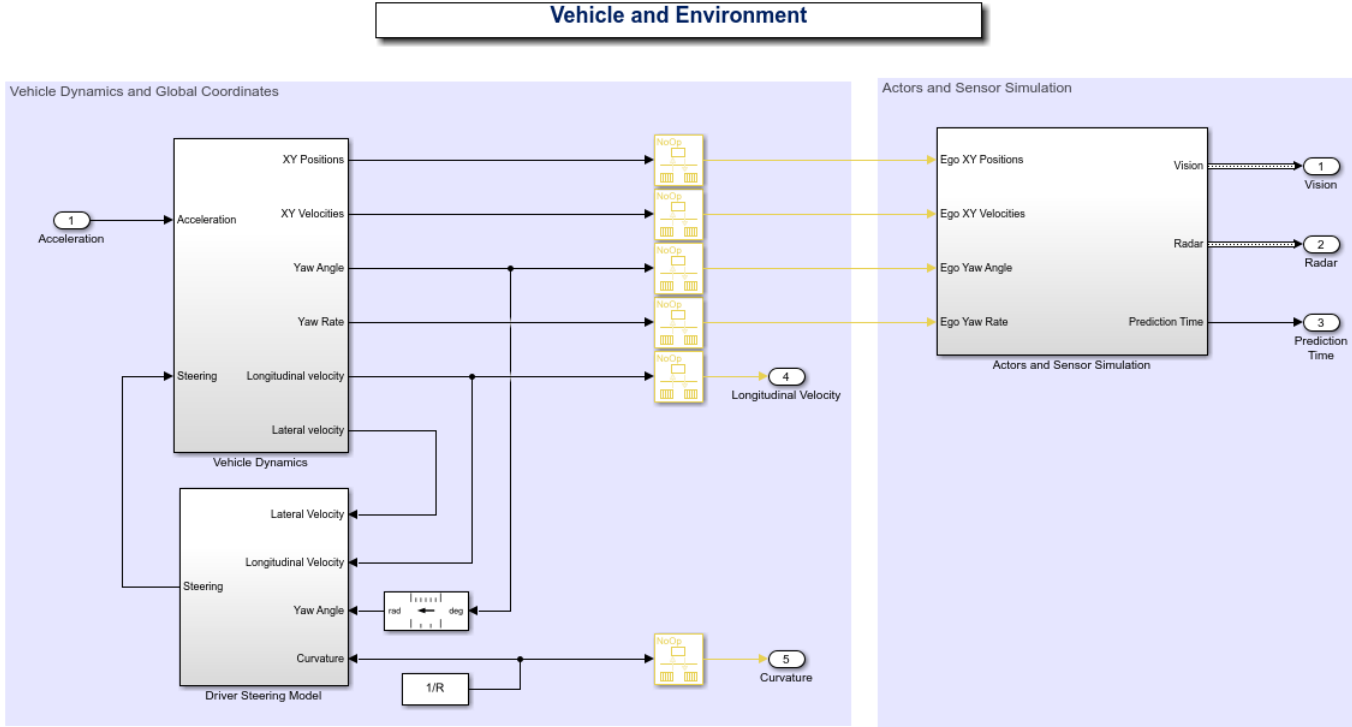 Vehicle and Environment
Vehicle Dynamics and Global Coordinates
Actors and Sensor Simulation
1
Acceleration
Acceleration
Steering
XY Positions
XY Velocities
Yaw Angle
Yaw Rate
Longitudinal velocity
Lateral velocity
Vehicle Dynamics
NoOp
NoOp
NoOp
NoOp
NoOp
4
Longitudinal Velocity
Ego XY Positions
Ego XY Velocities
Ego Yaw Angle
Ego Yaw Rate
Vision
Radar
Prediction Time
Actors and Sensor Simulation
1
Vision
2
Radar
3
Prediction
Time
Steering
Lateral Velocity
Longitudinal Velocity
Yaw Angle
Curvature
Driver Steering Model
rad
deg
1/R
NoOp
5
Curvature